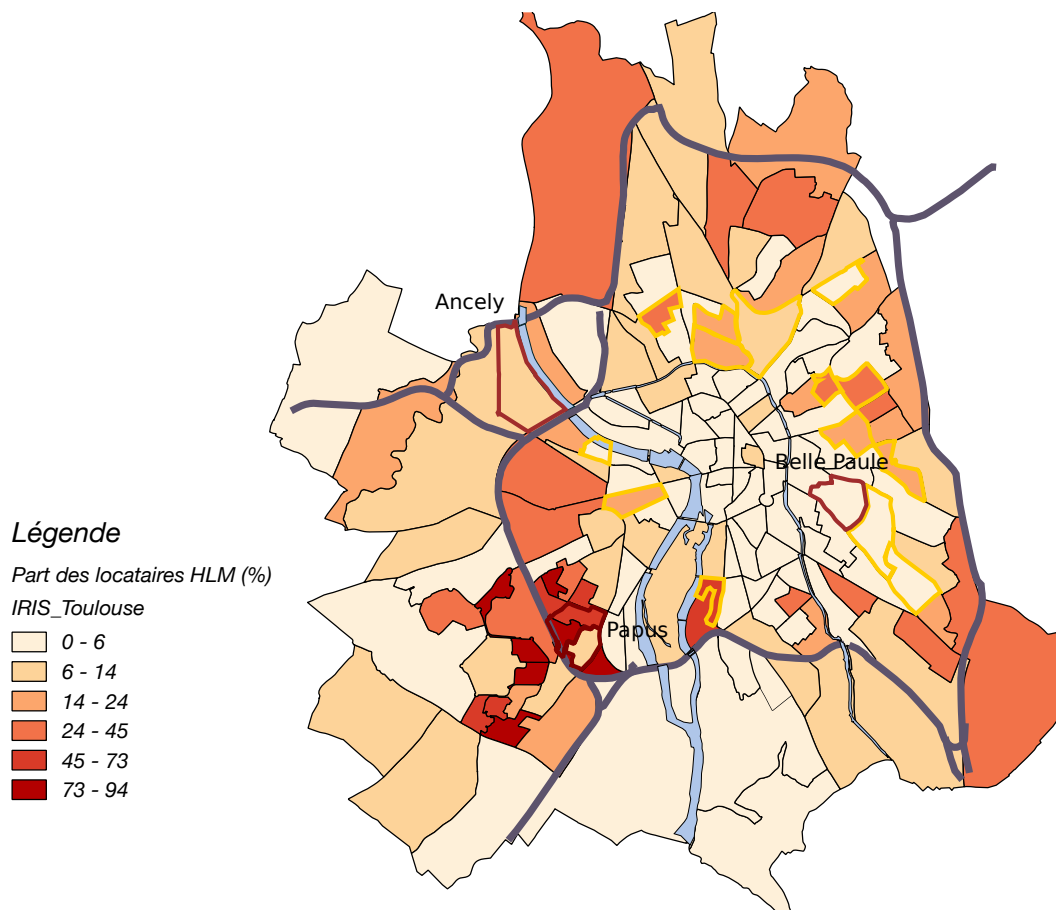 Ancely
Belle Paule
Papus
Légende
Part des locataires HLM (%)
IRIS_Toulouse
0 - 6
6 - 14
14 - 24
24 - 45
45 - 73
73 - 94